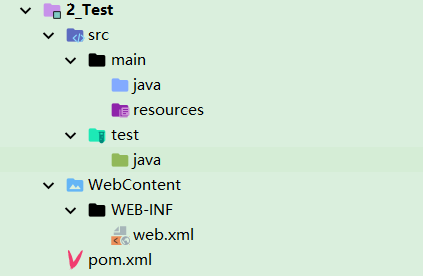 2_Test
src
main
java
resources
test
java
WebContent
WEB-INF
web.xml
pom.xml